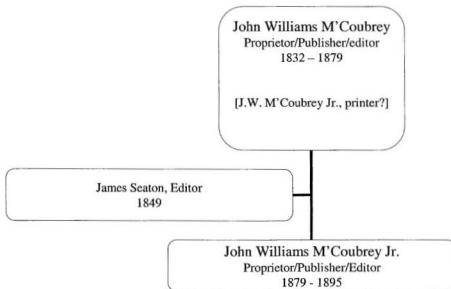 John Williams M'Coubrey
Proprietor/Publisher/editor
1832 – 1879
[J.W. M'Coubrey Jr., printer?]
James Seaton, Editor
1849
John Williams M'Coubrey Jr.
Proprietor/Publisher/Editor
1879 - 1895